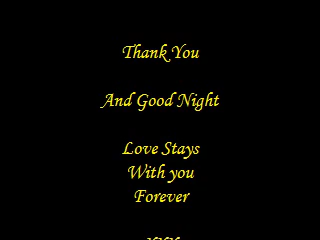 Thank You
And Good Night
Love Stays
With you
Forever